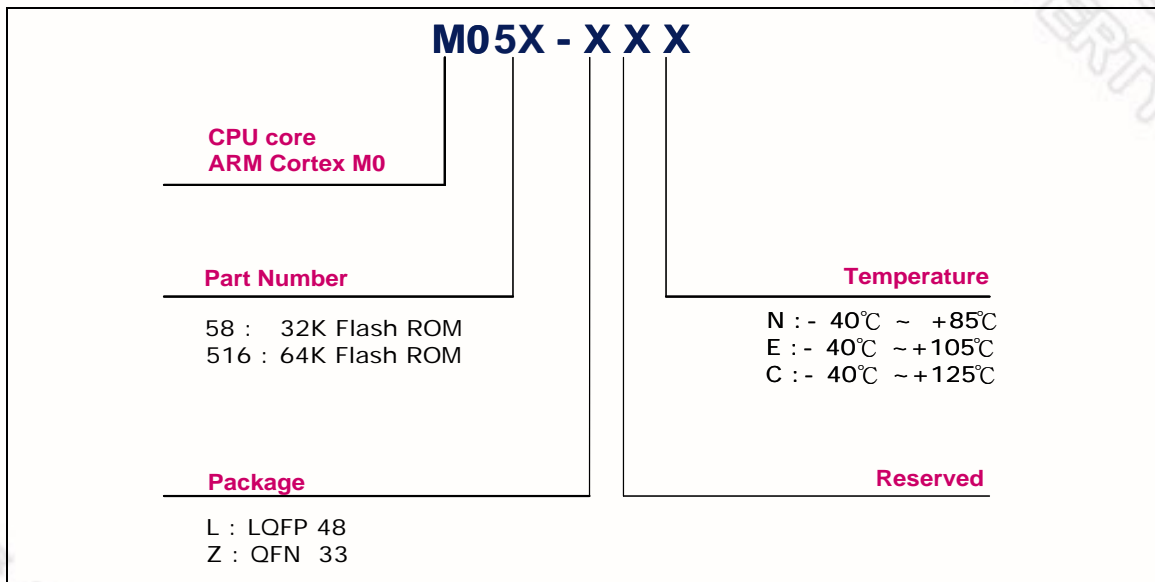 M05X - X X X
CPU core
ARM Cortex M0
Part Number
58 : 32K Flash ROM
516 : 64K Flash ROM
Temperature
N : - 40℃ ~ +85℃
E : - 40℃ ~ +105℃
C : - 40℃ ~ +125℃
Package
L : LQFP 48
Z : QFN 33
Reserved